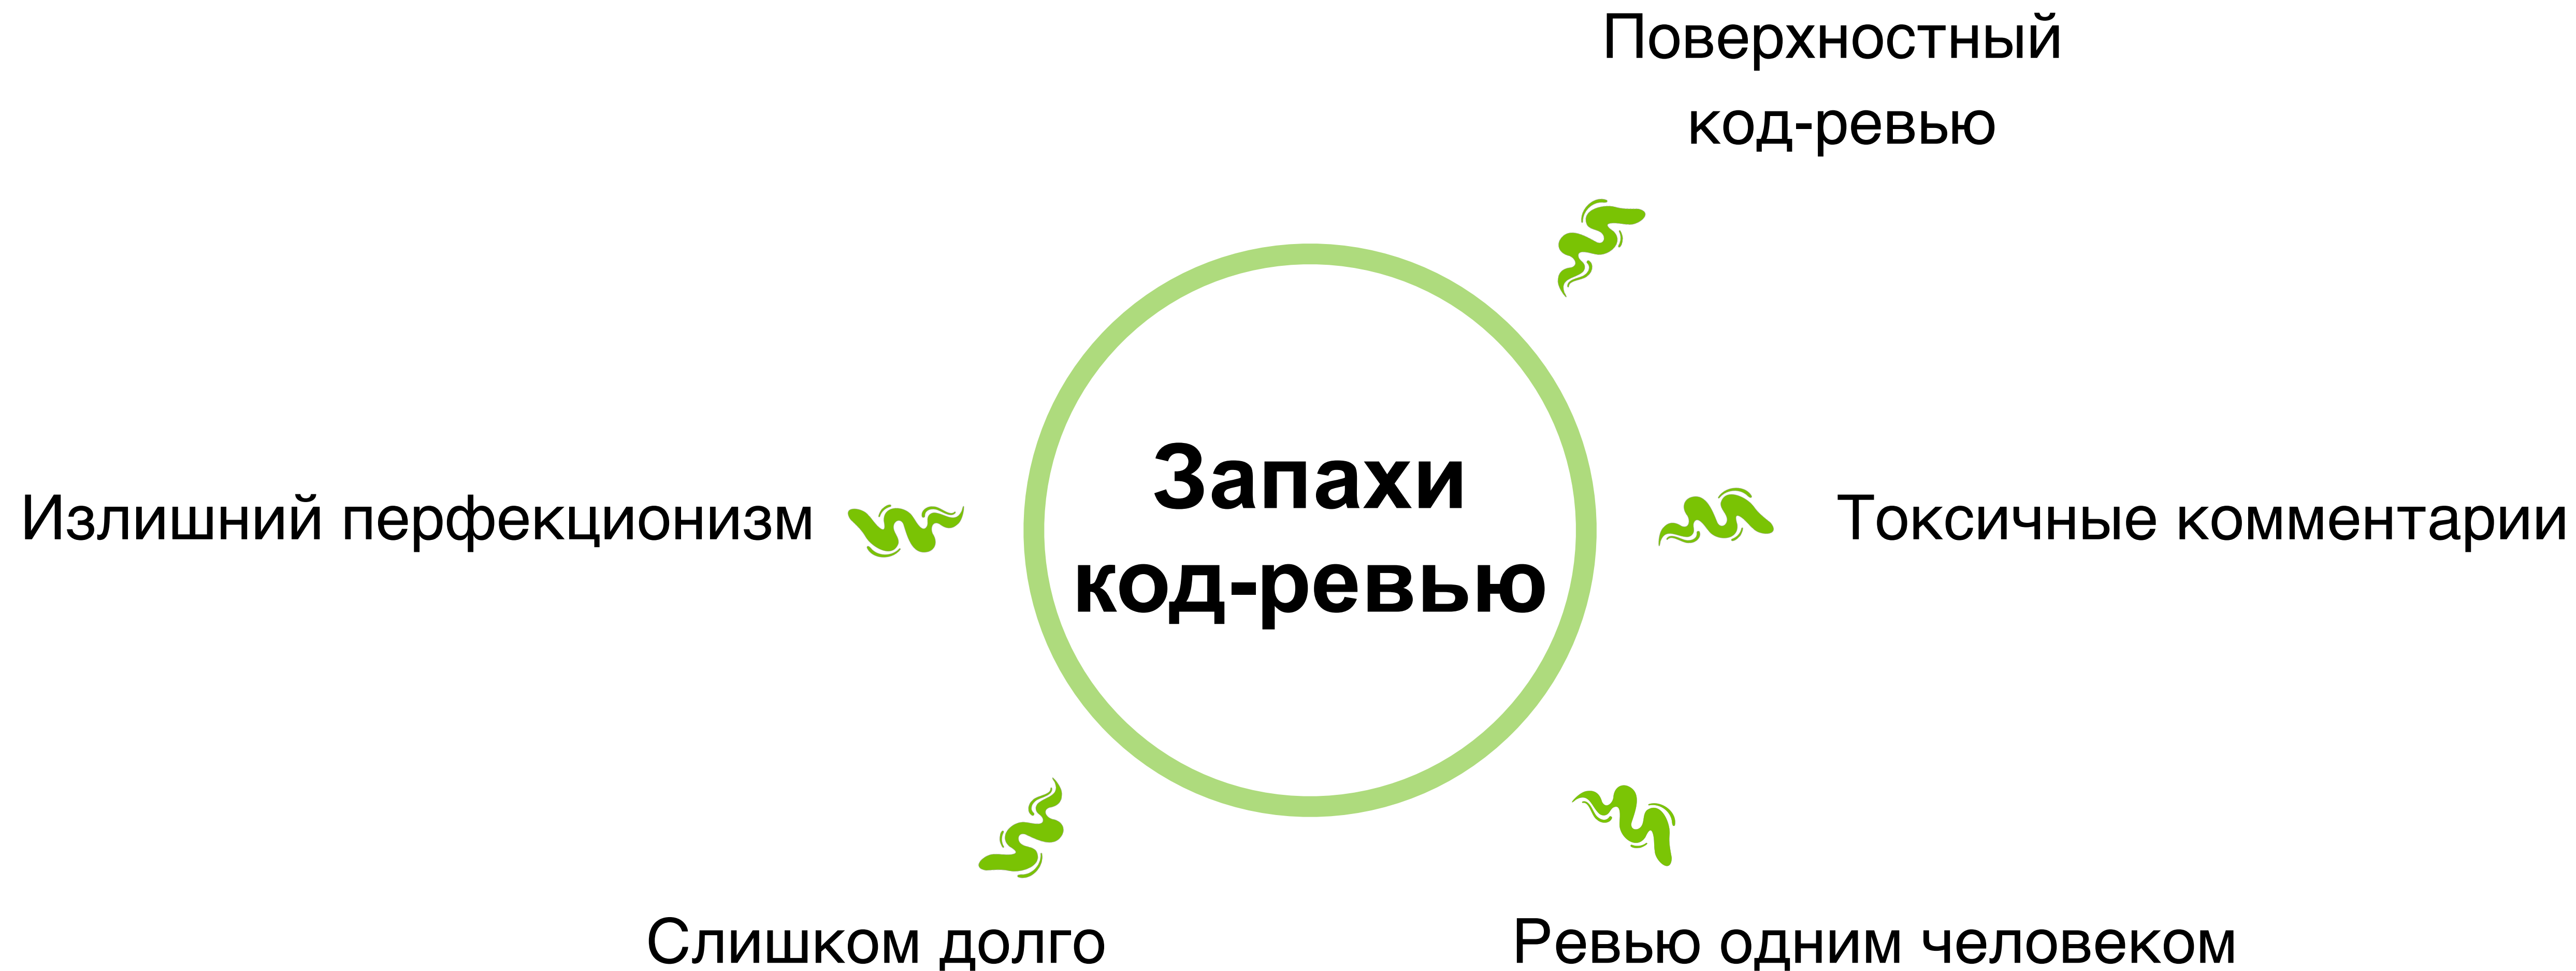 Поверхностный
код-ревью
Запахи
код-ревью
Излишний перфекционизм
Токсичные комментарии
Слишком долго
Ревью одним человеком